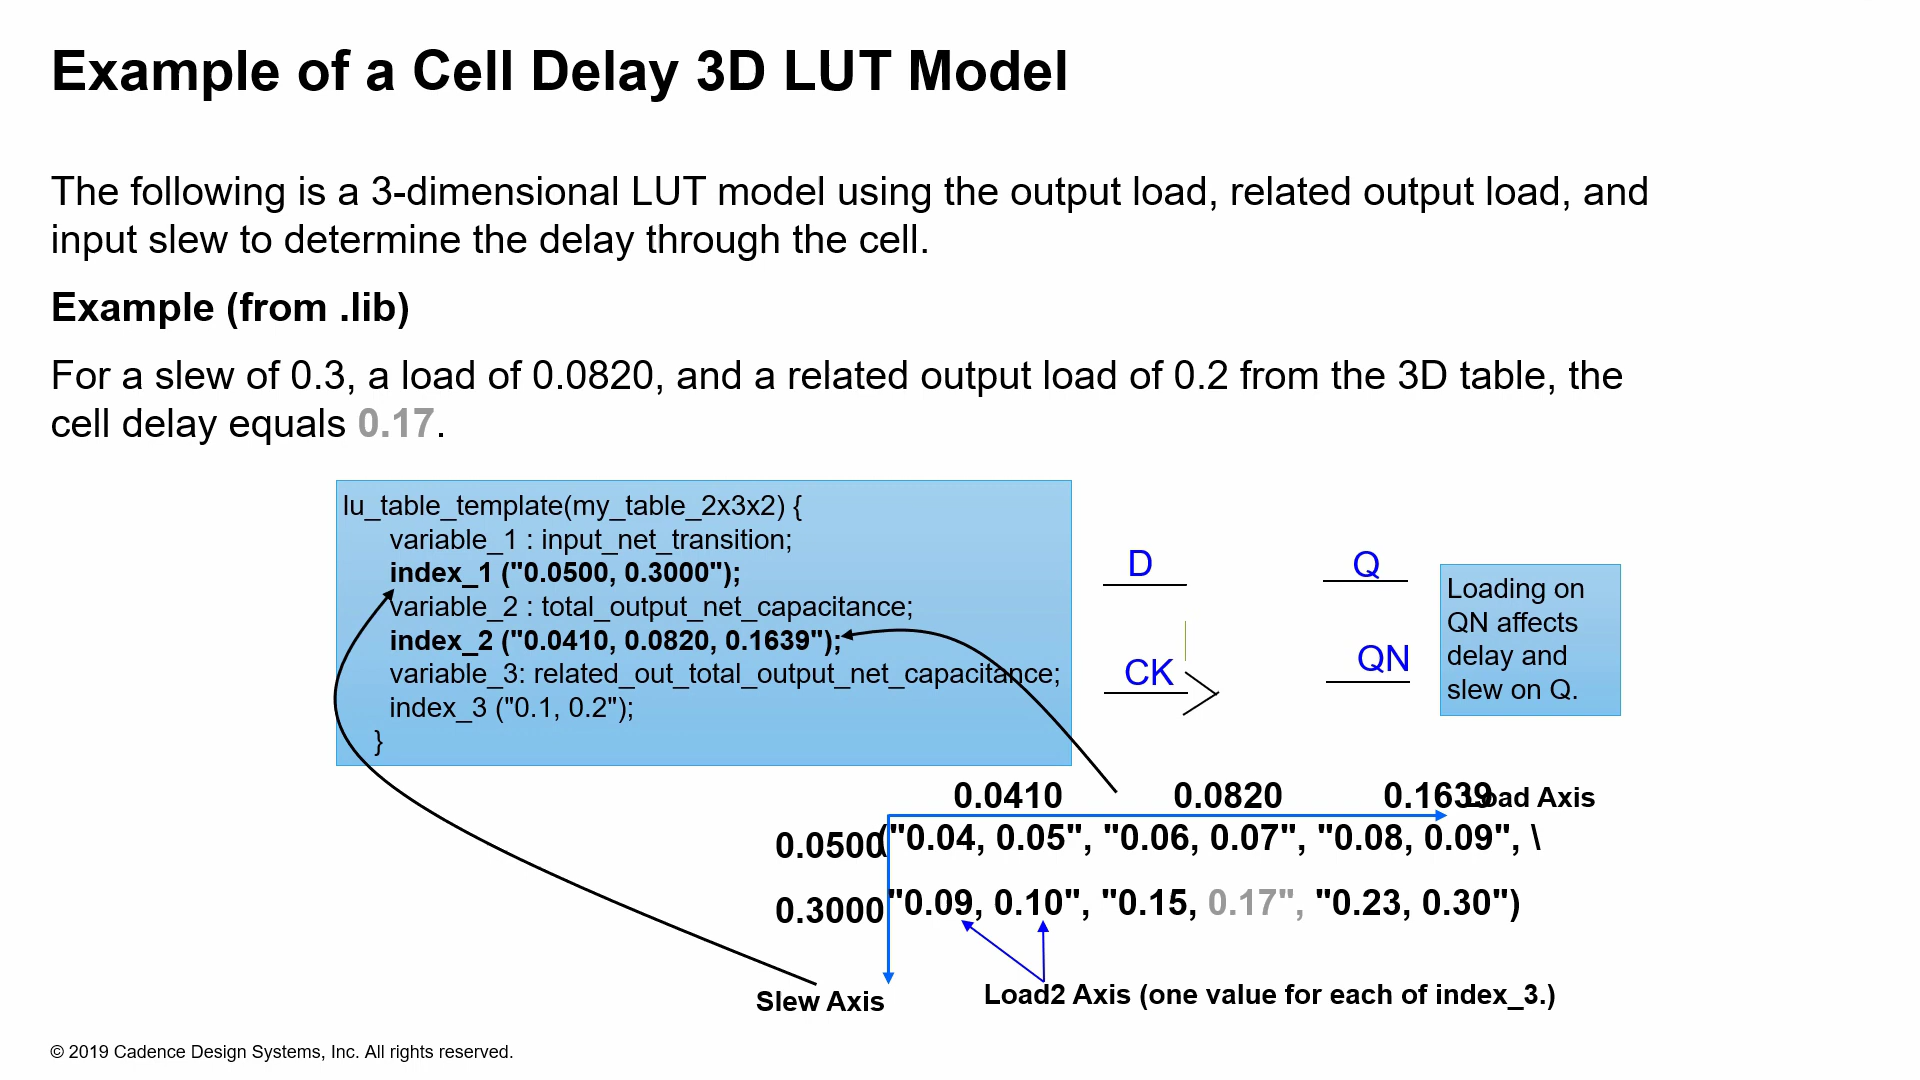 Example of a Cell Delay 3D LUT Model
The following is a 3-dimensional LUT model using the output load, related output load, and
input slew to determine the delay through the cell.
Example (from .lib)
For a slew of 0.3, a load of 0.0820, and a related output load of 0.2 from the 3D table, the
cell delay equals 0.17.
lu_table_template(my_table_2x3x2) {
variable_1 : input_net_transition;
index_1 ("0.0500, 0.3000");
variable_2 : total_output_net_capacitance;
index_2 ("0.0410, 0.0820, 0.1639");
variable_3: related_out_total_output_net_capacitance;
index_3 ("0.1, 0.2");
}
D
Q
CK
QN
Loading on
QN affects
delay and
slew on Q.
0.0410 0.0820 0.1639 Load Axis
0.0500 ("0.04, 0.05", "0.06, 0.07", "0.08, 0.09", \
0.3000 "0.09, 0.10", "0.15, 0.17", "0.23, 0.30")
Slew Axis
Load2 Axis (one value for each of index_3.)
© 2019 Cadence Design Systems, Inc. All rights reserved.